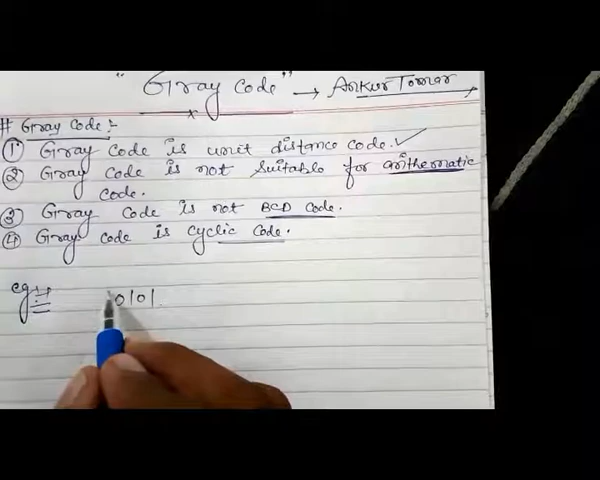 " Gray Code " → Ankur Tomar
# Gray Code :-
① Gray Code is unit distance code. ✓
② Gray Code is not suitable for arithematic
code.
③ Gray Code is not BCD Code.
④ Gray code is cyclic code.
eg:-
0101